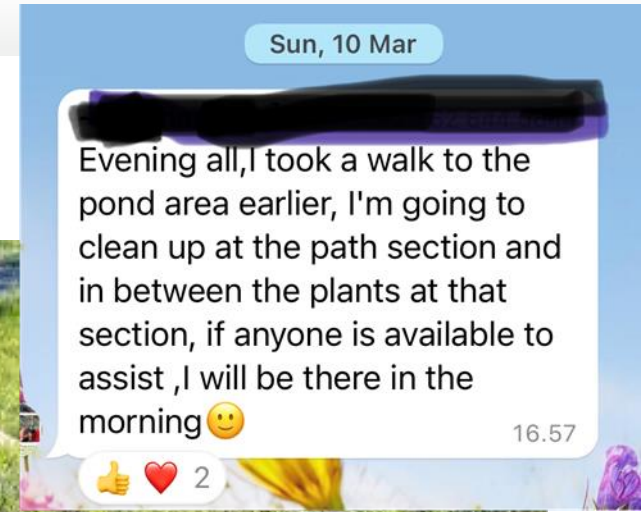 Sun, 10 Mar
Evening all,I took a walk to the
pond area earlier, I'm going to
clean up at the path section and
in between the plants at that
section, if anyone is available to
assist ,I will be there in the
morning🙂
16.57
👍 ❤️ 2